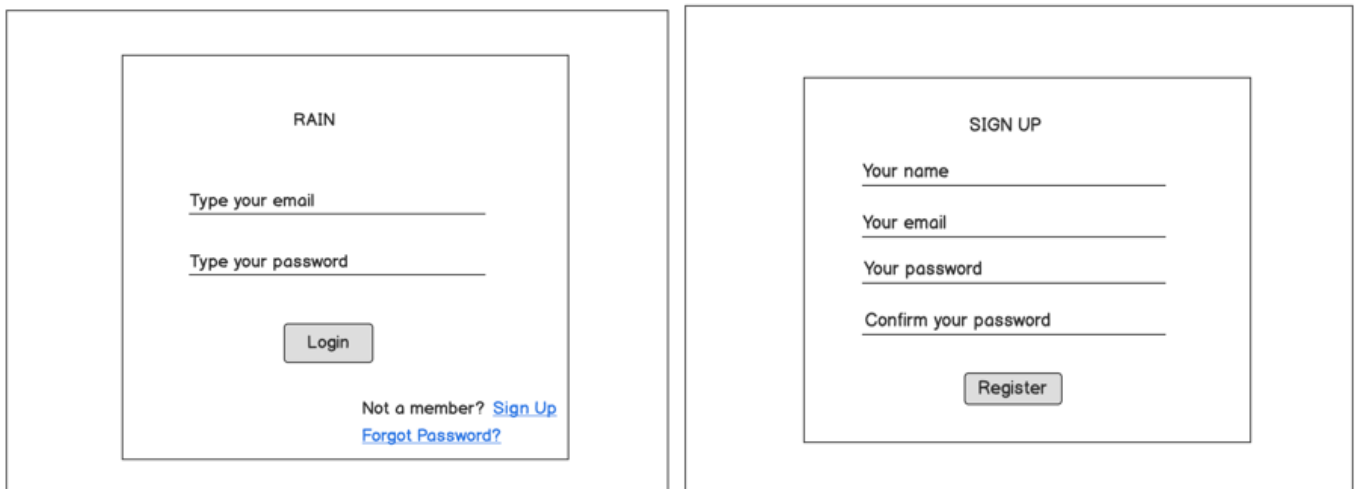 RAIN
Type your email
Type your password
Login
Not a member? Sign Up
Forgot Password?
SIGN UP
Your name
Your email
Your password
Confirm your password
Register